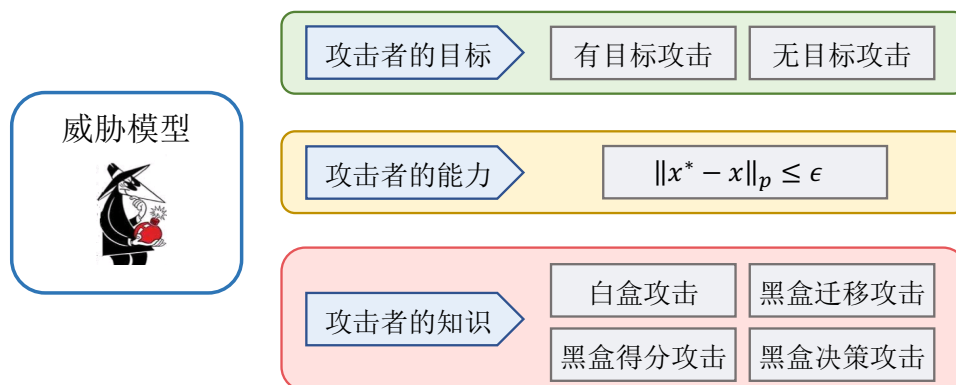 威胁模型
攻击者的目标
有目标攻击
无目标攻击
攻击者的能力
‖x* − x‖ₚ ≤ ϵ
攻击者的知识
白盒攻击
黑盒迁移攻击
黑盒得分攻击
黑盒决策攻击